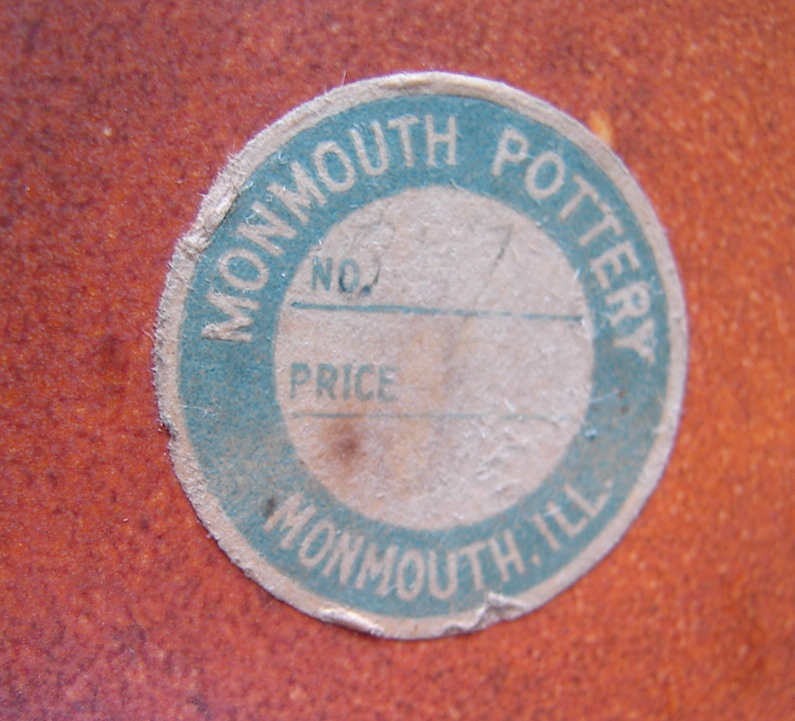 MONMOUTH POTTERY
NO.
PRICE
MONMOUTH, ILL.